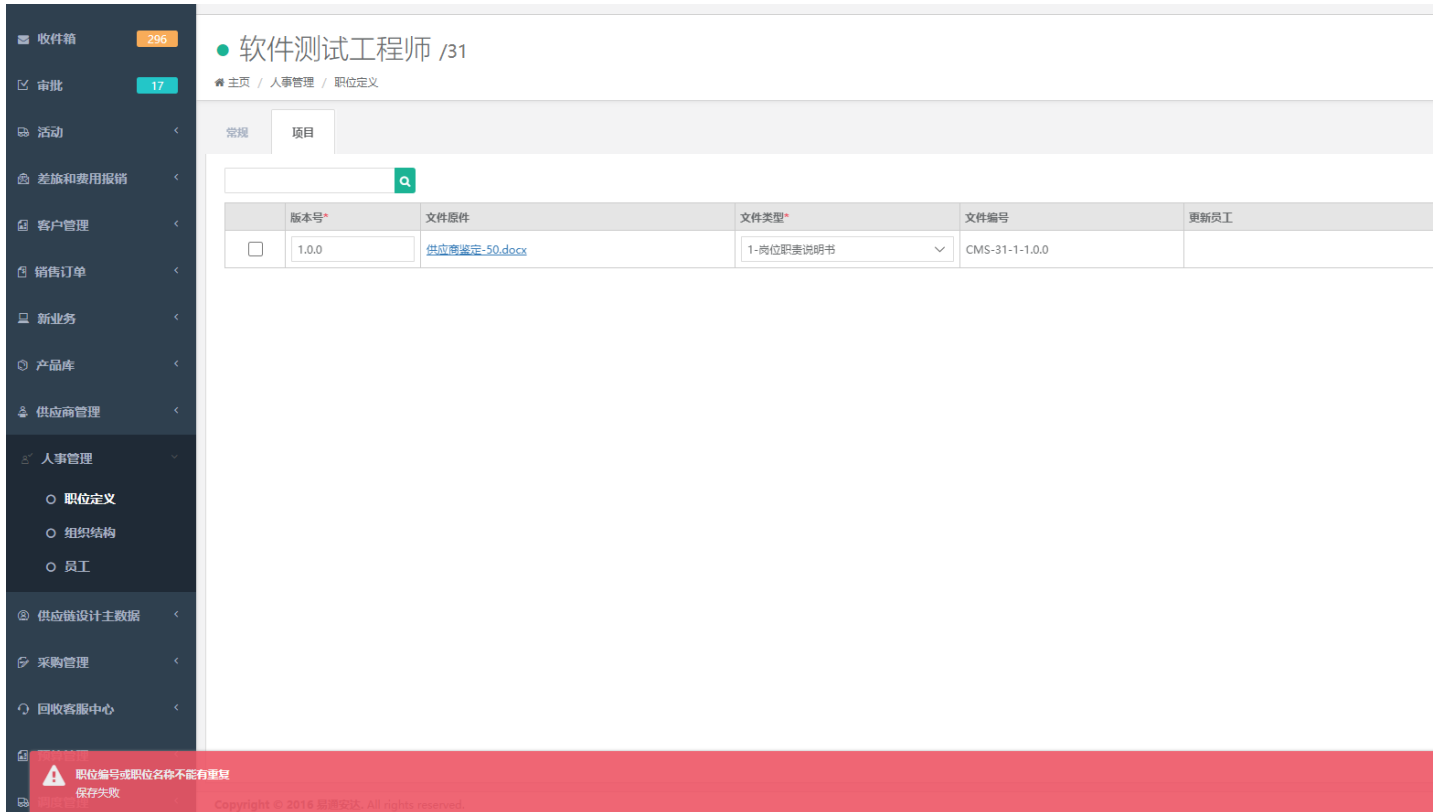 收件箱 296
审批 17
活动
差旅和费用报销
客户管理
销售订单
新业务
产品库
供应商管理
人事管理
职位定义
组织结构
员工
供应链设计主数据
采购管理
回收客服中心
软件测试工程师 /31
主页 / 人事管理 / 职位定义
常规 项目
版本号* 文件原件 文件类型* 文件编号 更新员工
1.0.0 供应商鉴定-50.docx 1-岗位职责说明书 CMS-31-1-1.0.0
职位编号或职位名称不能有重复
保存失败
Copyright © 2016 All rights reserved.